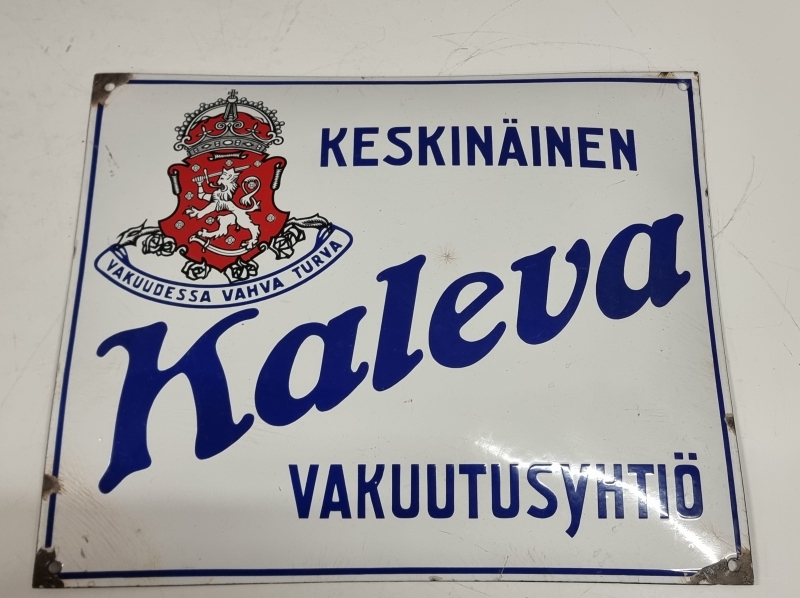 KESKINÄINEN
VAKUUDESSA VAHVA TURVA
Kaleva
VAKUUTUSyHTIÖ